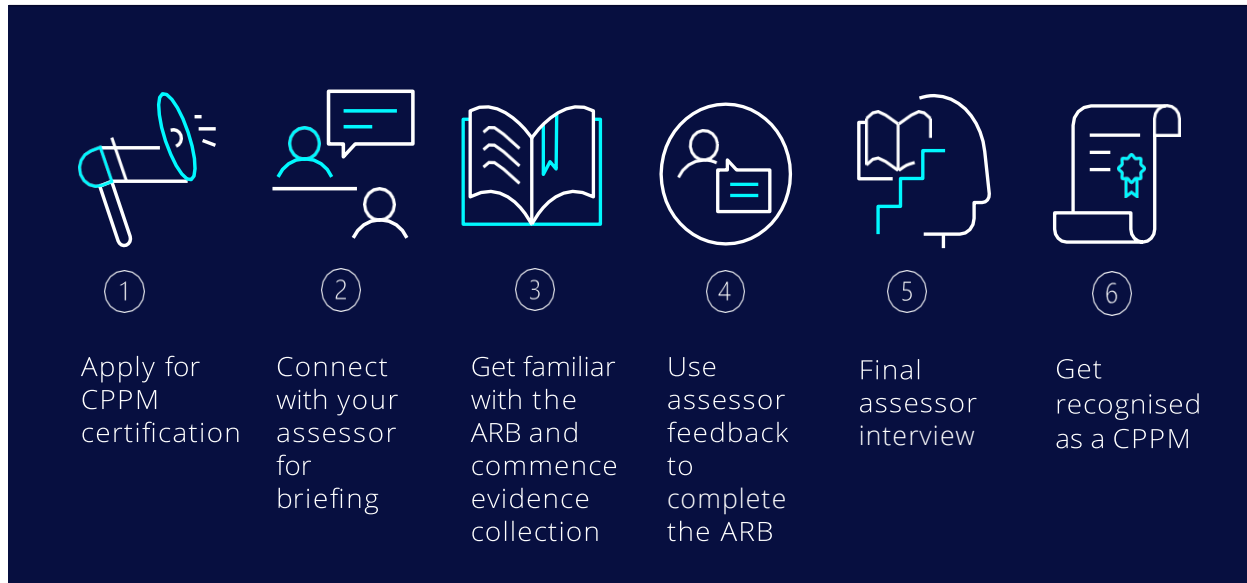 1
Apply for
CPPM
certification
2
Connect
with your
assessor
for
briefing
3
Get familiar
with the
ARB and
commence
evidence
collection
4
Use
assessor
feedback
to
complete
the ARB
5
Final
assessor
interview
6
Get
recognised
as a CPPM